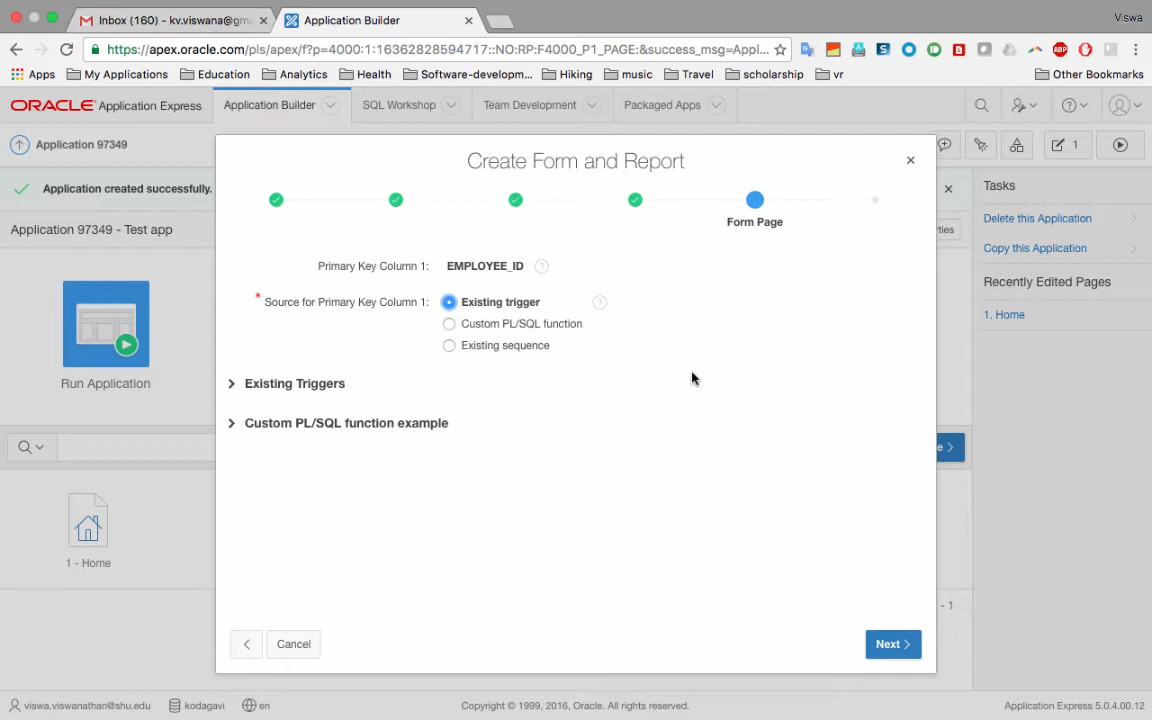 Inbox (160) - kv.viswana@gm
Application Builder
Viswa
https://apex.oracle.com/pls/apex/f?p=4000:1:16362828594717::NO:RP:F4000_P1_PAGE:&success_msg=Appl...
Apps My Applications Education Analytics Health Software-developm... Hiking music Travel scholarship vr Other Bookmarks
ORACLE Application Express Application Builder SQL Workshop Team Development Packaged Apps
Application 97349
1
Application created successfully.
Application 97349 - Test app
rties
Run Application
1 - Home
Create Form and Report
Form Page
Primary Key Column 1: EMPLOYEE_ID
* Source for Primary Key Column 1: Existing trigger
Custom PL/SQL function
Existing sequence
Existing Triggers
Custom PL/SQL function example
Cancel
Next
- 1
Tasks
Delete this Application
Copy this Application
Recently Edited Pages
1. Home
viswa.viswanathan@shu.edu kodagavi en
Copyright © 1999, 2016, Oracle. All rights reserved.
Application Express 5.0.4.00.12